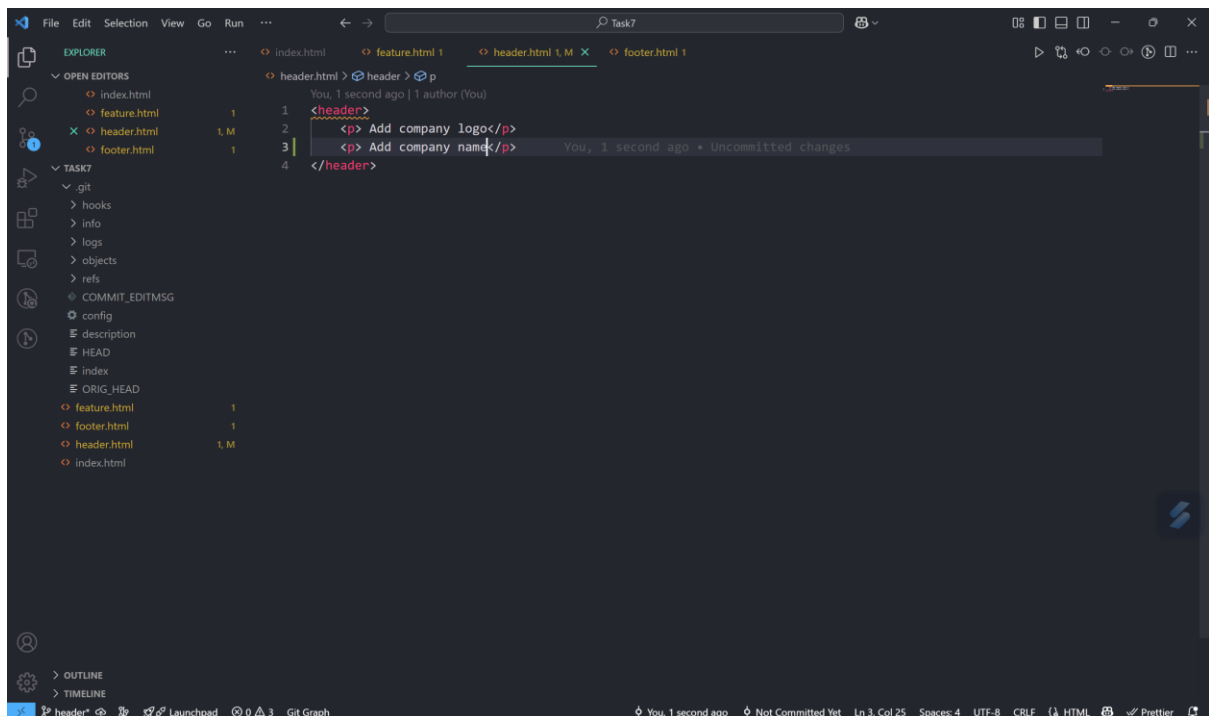 File Edit Selection View Go Run ··· Task7
EXPLORER ···
OPEN EDITORS
index.html
feature.html 1
header.html 1, M
footer.html 1
TASK7
.git
hooks
info
logs
objects
refs
COMMIT_EDITMSG
config
description
HEAD
index
ORIG_HEAD
feature.html 1
footer.html 1
header.html 1, M
index.html
OUTLINE
TIMELINE
1
index.html feature.html 1 header.html 1, M footer.html 1
header.html > header > p
You, 1 second ago | 1 author (You)
1 <header>
2 <p> Add company logo</p>
3 <p> Add company name</p> You, 1 second ago • Uncommitted changes
4 </header>
header* Launchpad 0 3 Git Graph You, 1 second ago Not Committed Yet Ln 3, Col 25 Spaces: 4 UTF-8 CRLF HTML Prettier